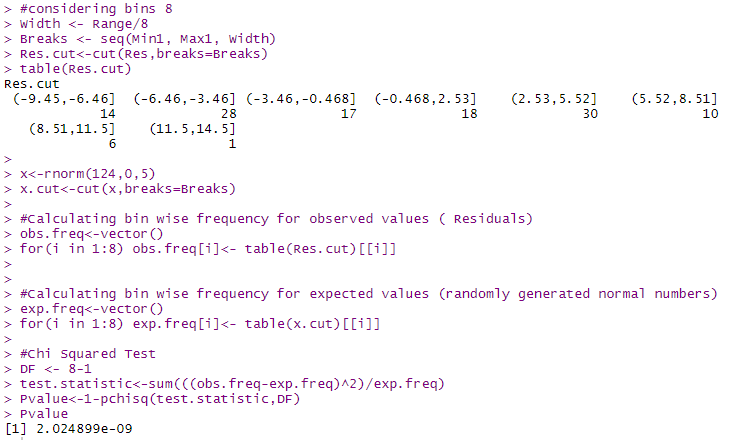 > #considering bins 8
> Width <- Range/8
> Breaks <- seq(Min1, Max1, Width)
> Res.cut<-cut(Res,breaks=Breaks)
> table(Res.cut)
Res.cut
(-9.45,-6.46] (-6.46,-3.46] (-3.46,-0.468] (-0.468,2.53] (2.53,5.52] (5.52,8.51]
14 28 17 18 30 10
(8.51,11.5] (11.5,14.5]
6 1
>
> x<-rnorm(124,0,5)
> x.cut<-cut(x,breaks=Breaks)
>
> #Calculating bin wise frequency for observed values ( Residuals)
> obs.freq<-vector()
> for(i in 1:8) obs.freq[i]<- table(Res.cut)[[i]]
>
>
> #Calculating bin wise frequency for expected values (randomly generated normal numbers)
> exp.freq<-vector()
> for(i in 1:8) exp.freq[i]<- table(x.cut)[[i]]
>
> #Chi Squared Test
> DF <- 8-1
> test.statistic<-sum(((obs.freq-exp.freq)^2)/exp.freq)
> Pvalue<-1-pchisq(test.statistic,DF)
> Pvalue
[1] 2.024899e-09